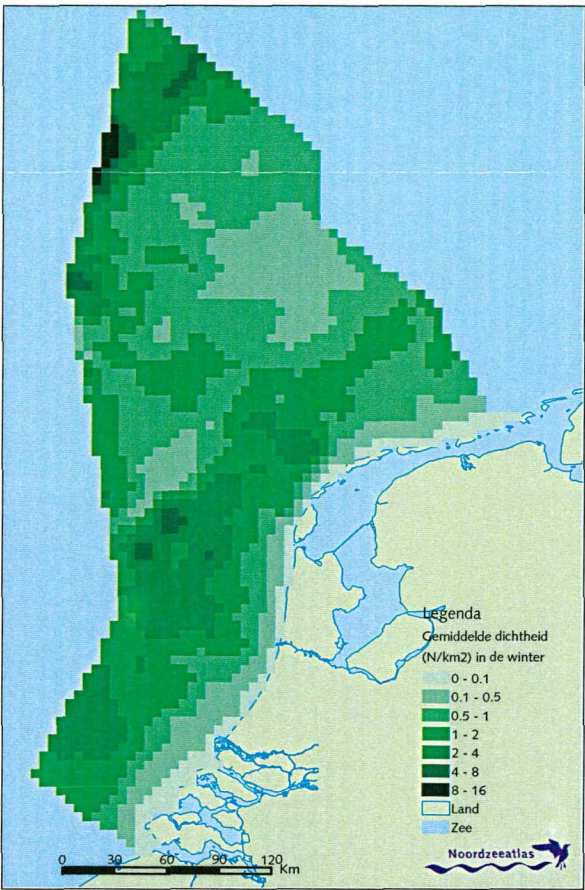 Legenda
Gemiddelde dichtheid
(N/km2) in de winter
0 - 0.1
0.1 - 0.5
0.5 - 1
1 - 2
2 - 4
4 - 8
8 - 16
Land
Zee
Noordzeeatlas
0 30 60 90 120
Km